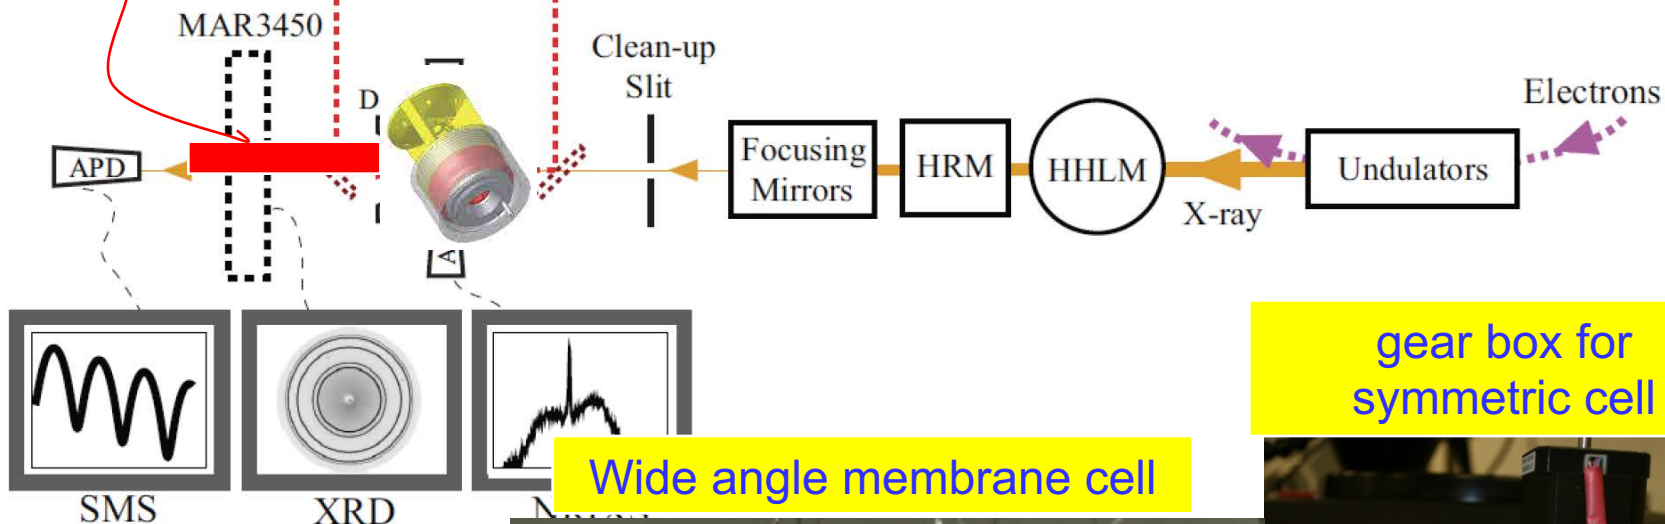 MAR3450
Clean-up
Slit
Electrons
D
APD
Focusing
Mirrors
HRM
HHLM
Undulators
X-ray
A
gear box for
symmetric cell
Wide angle membrane cell
SMS
XRD